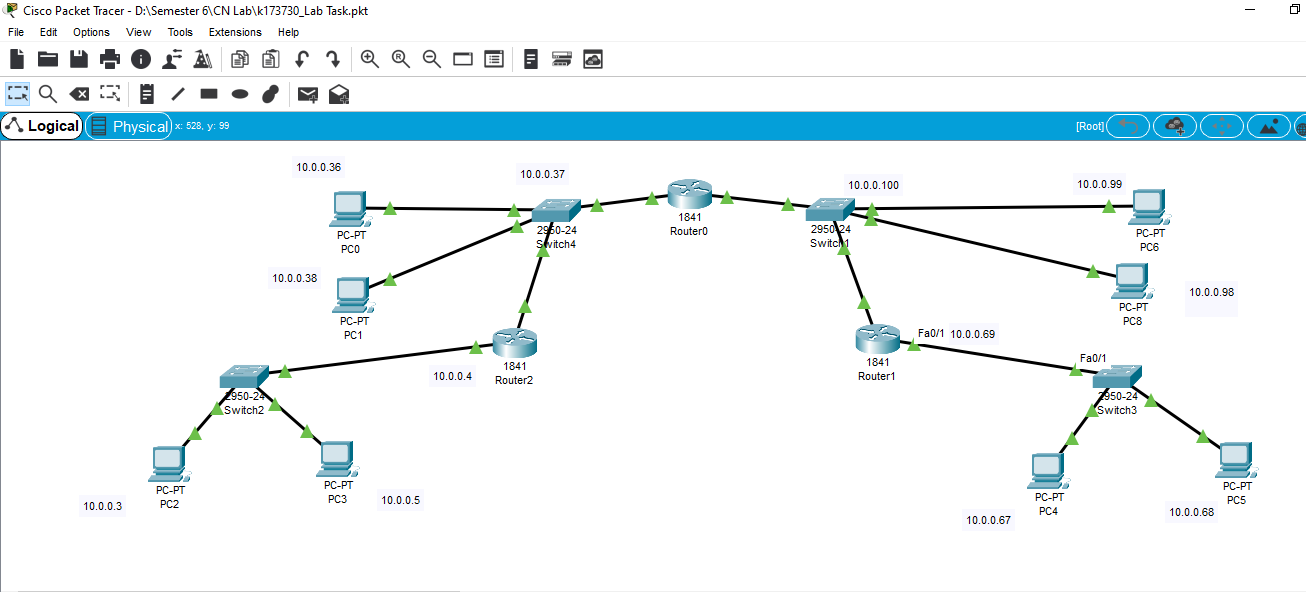 Cisco Packet Tracer - D:\Semester 6\CN Lab\k173730_Lab Task.pkt
File Edit Options View Tools Extensions Help
Logical Physical x: 528, y: 99 [Root]
10.0.0.36
10.0.0.37
10.0.0.100
10.0.0.99
PC-PT
PC0
2950-24
Switch4
1841
Router0
2950-24
Switch1
PC-PT
PC6
10.0.0.38
PC-PT
PC1
10.0.0.98
PC-PT
PC8
10.0.0.4
1841
Router2
Fa0/1 10.0.0.69
1841
Router1
Fa0/1
2950-24
Switch2
2950-24
Switch3
10.0.0.3
PC-PT
PC2
PC-PT
PC3
10.0.0.5
10.0.0.67
PC-PT
PC4
10.0.0.68
PC-PT
PC5